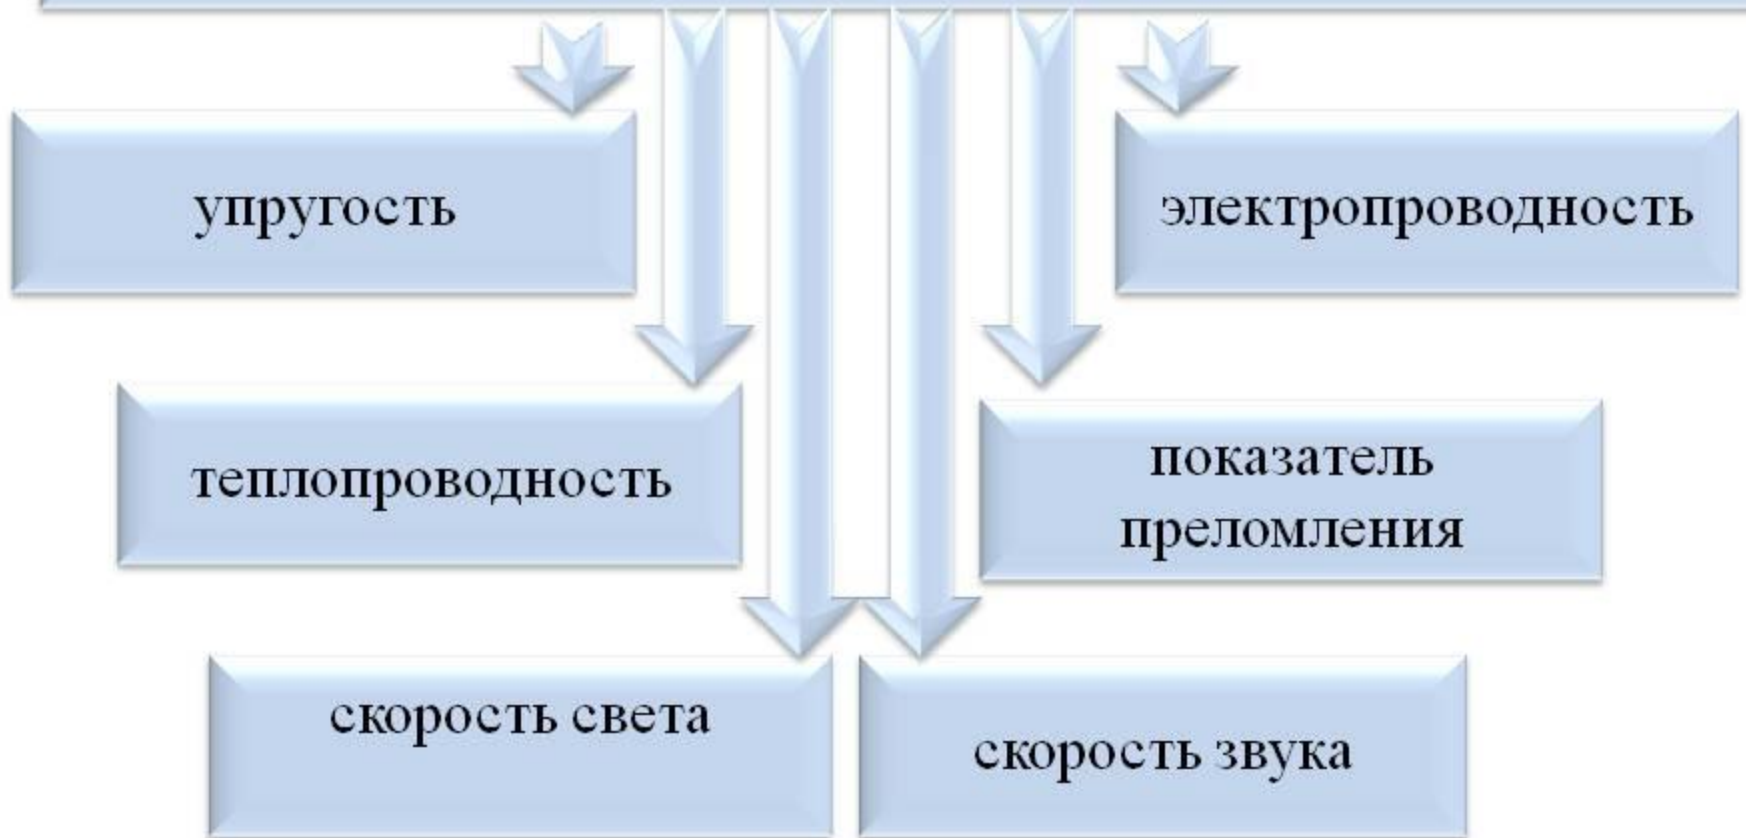 упругость
электропроводность
теплопроводность
показатель
преломления
скорость света
скорость звука